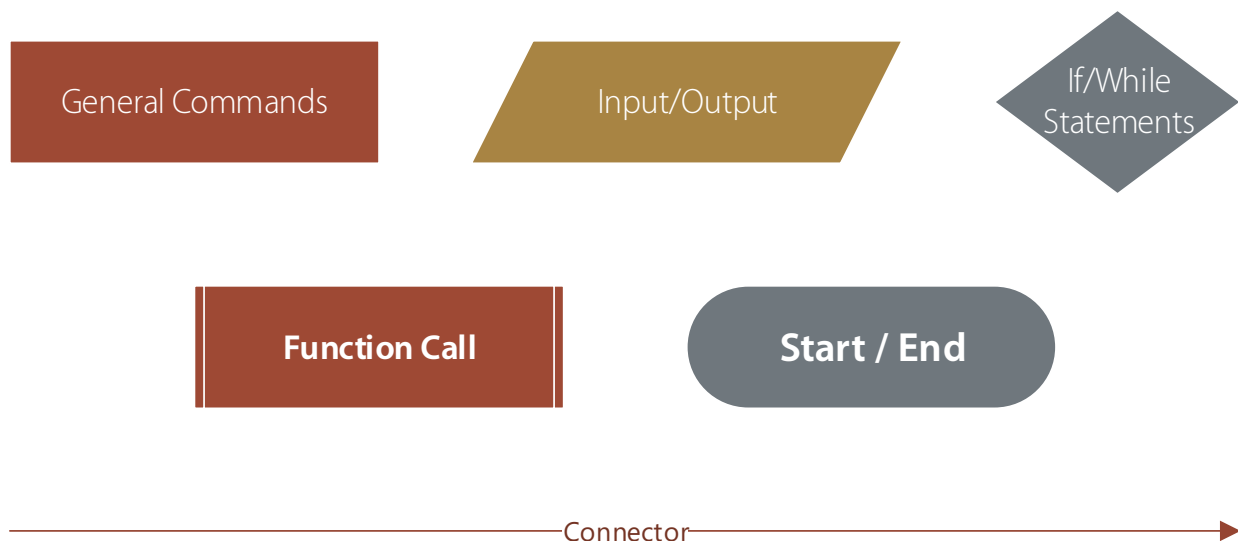 General Commands
Input/Output
If/While
Statements
Function Call
Start / End
Connector